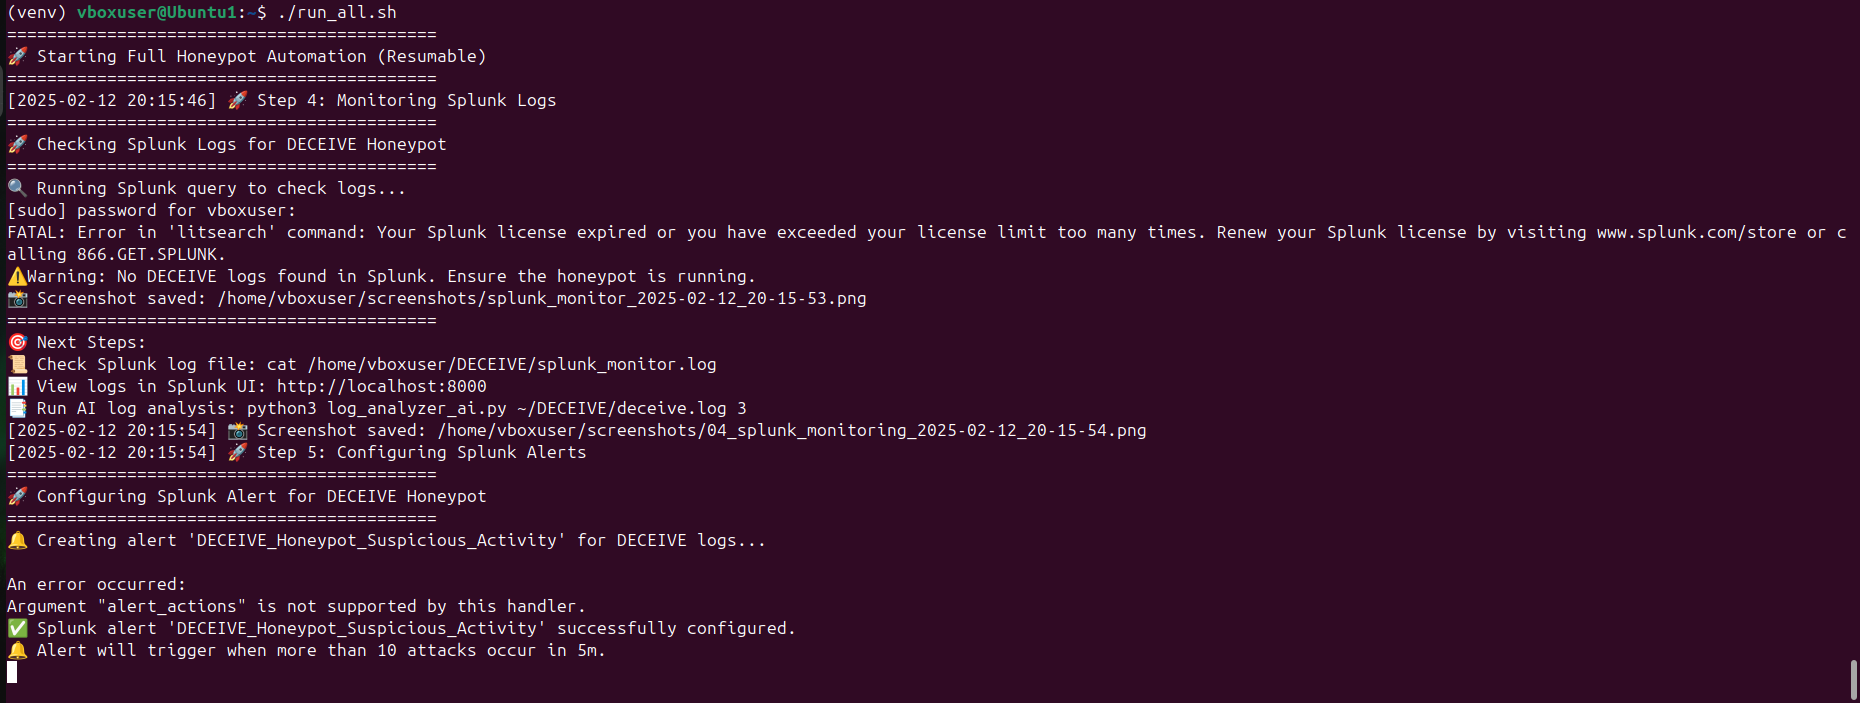 (venv) vboxuser@Ubuntu1:~$ ./run_all.sh
===========================================
🚀 Starting Full Honeypot Automation (Resumable)
===========================================
[2025-02-12 20:15:46] 🚀 Step 4: Monitoring Splunk Logs
===========================================
🚀 Checking Splunk Logs for DECEIVE Honeypot
===========================================
🔍 Running Splunk query to check logs...
[sudo] password for vboxuser:
FATAL: Error in 'litsearch' command: Your Splunk license expired or you have exceeded your license limit too many times. Renew your Splunk license by visiting www.splunk.com/store or c
alling 866.GET.SPLUNK.
⚠️Warning: No DECEIVE logs found in Splunk. Ensure the honeypot is running.
📸 Screenshot saved: /home/vboxuser/screenshots/splunk_monitor_2025-02-12_20-15-53.png
===========================================
🎯 Next Steps:
📜 Check Splunk log file: cat /home/vboxuser/DECEIVE/splunk_monitor.log
📊 View logs in Splunk UI: http://localhost:8000
📑 Run AI log analysis: python3 log_analyzer_ai.py ~/DECEIVE/deceive.log 3
[2025-02-12 20:15:54] 📸 Screenshot saved: /home/vboxuser/screenshots/04_splunk_monitoring_2025-02-12_20-15-54.png
[2025-02-12 20:15:54] 🚀 Step 5: Configuring Splunk Alerts
===========================================
🚀 Configuring Splunk Alert for DECEIVE Honeypot
===========================================
🔔 Creating alert 'DECEIVE_Honeypot_Suspicious_Activity' for DECEIVE logs...
An error occurred:
Argument "alert_actions" is not supported by this handler.
✅ Splunk alert 'DECEIVE_Honeypot_Suspicious_Activity' successfully configured.
🔔 Alert will trigger when more than 10 attacks occur in 5m.